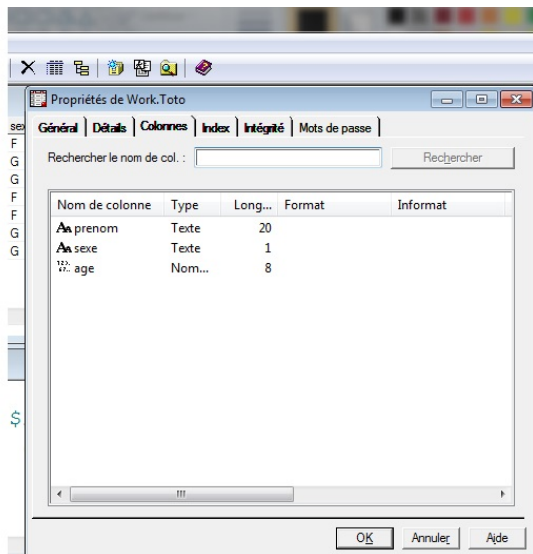 Propriétés de Work.Toto
sex
Général Détails Colonnes Index Intégrité Mots de passe
F
G
G
F
F
G
G
Rechercher le nom de col. :
Rechercher
Nom de colonne Type Long... Format Informat
prenom Texte 20
sexe Texte 1
age Nom... 8
$
OK Annuler Aide